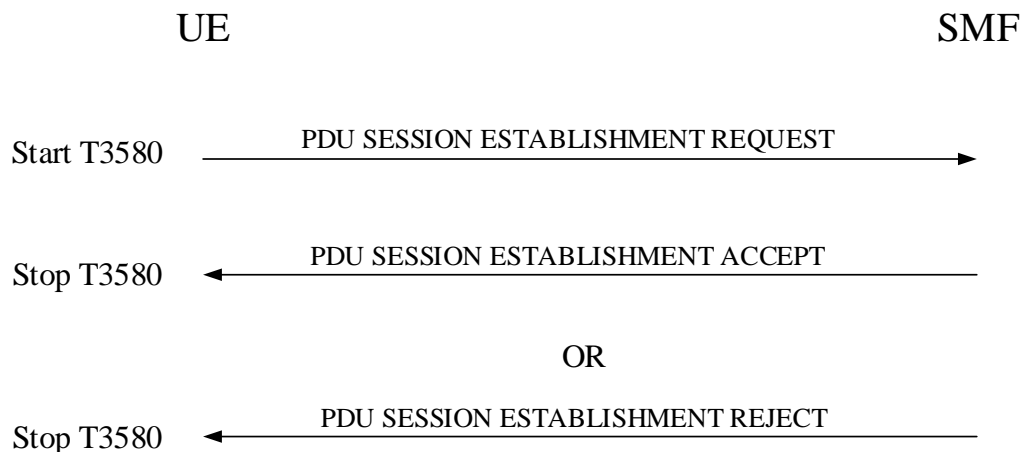 UE
SMF
Start T3580
PDU SESSION ESTABLISHMENT REQUEST
Stop T3580
PDU SESSION ESTABLISHMENT ACCEPT
OR
Stop T3580
PDU SESSION ESTABLISHMENT REJECT